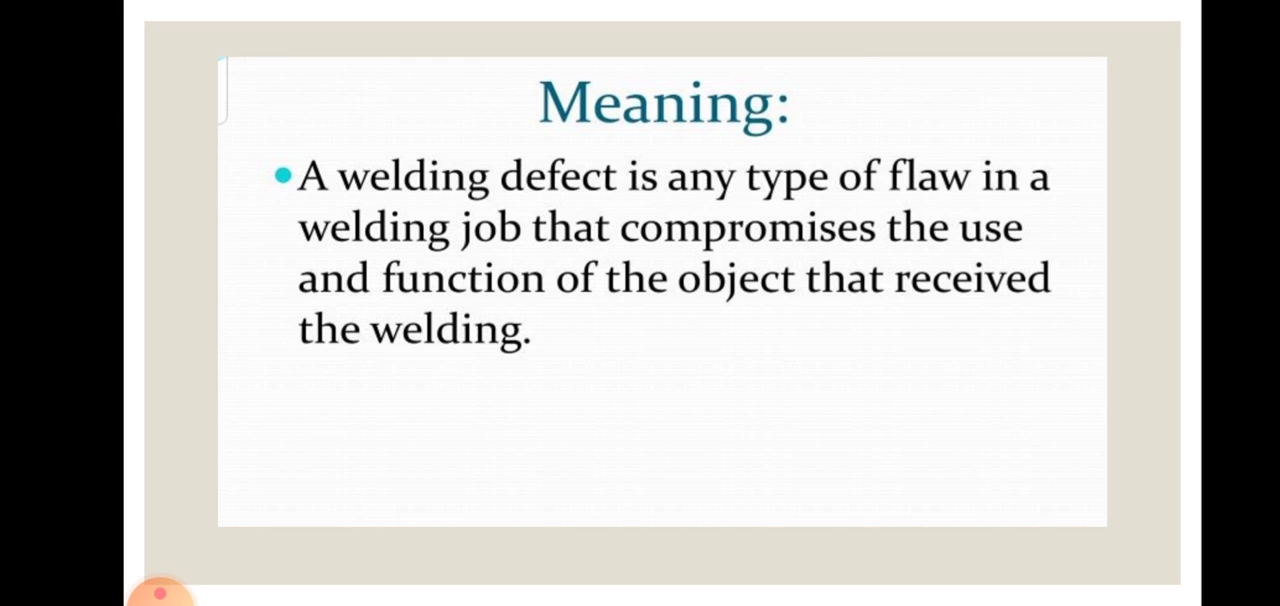 Meaning:
A welding defect is any type of flaw in a
welding job that compromises the use
and function of the object that received
the welding.